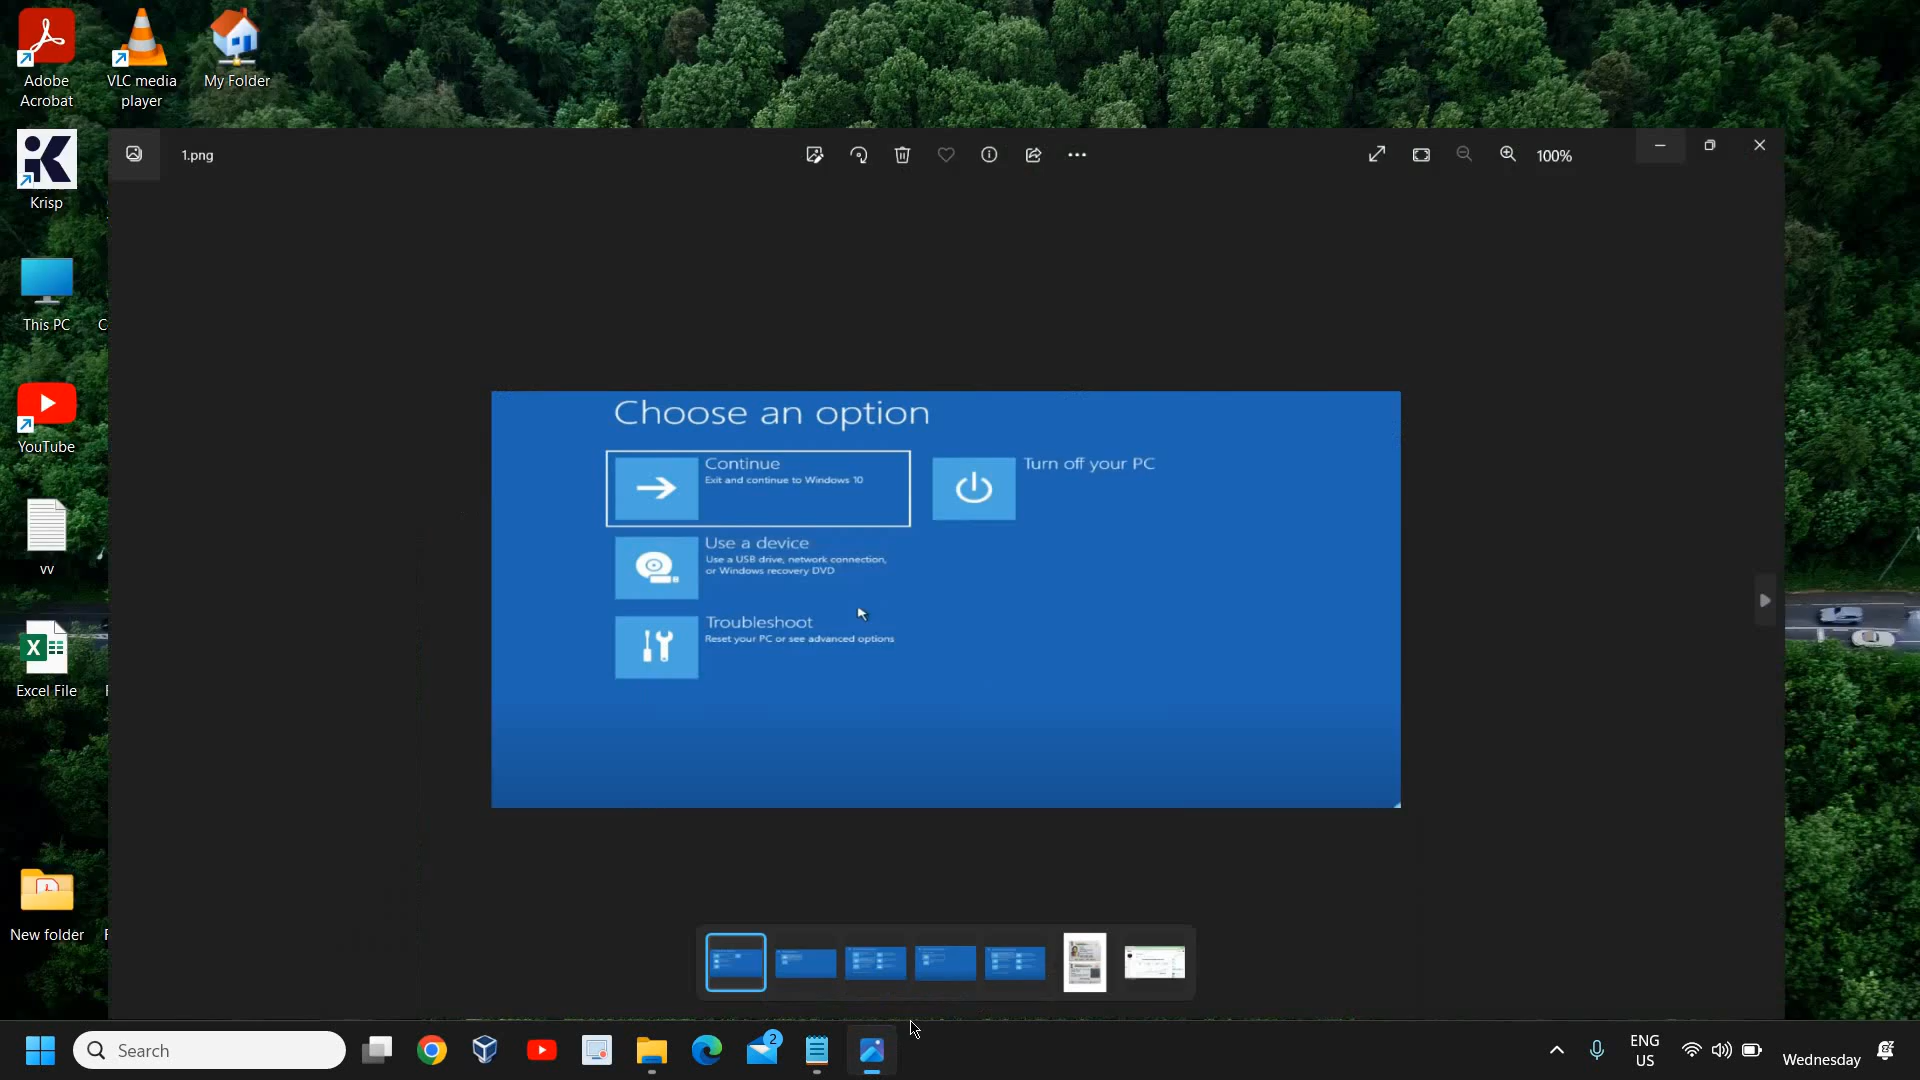 Adobe
Acrobat
VLC media
player
My Folder
Krisp
This PC
YouTube
vv
Excel File
New folder
1.png
100%
Choose an option
Continue
Exit and continue to Windows 10
Turn off your PC
Use a device
Use a USB drive, network connection,
or Windows recovery DVD
Troubleshoot
Reset your PC or see advanced options
Search
2
ENG
US
Wednesday